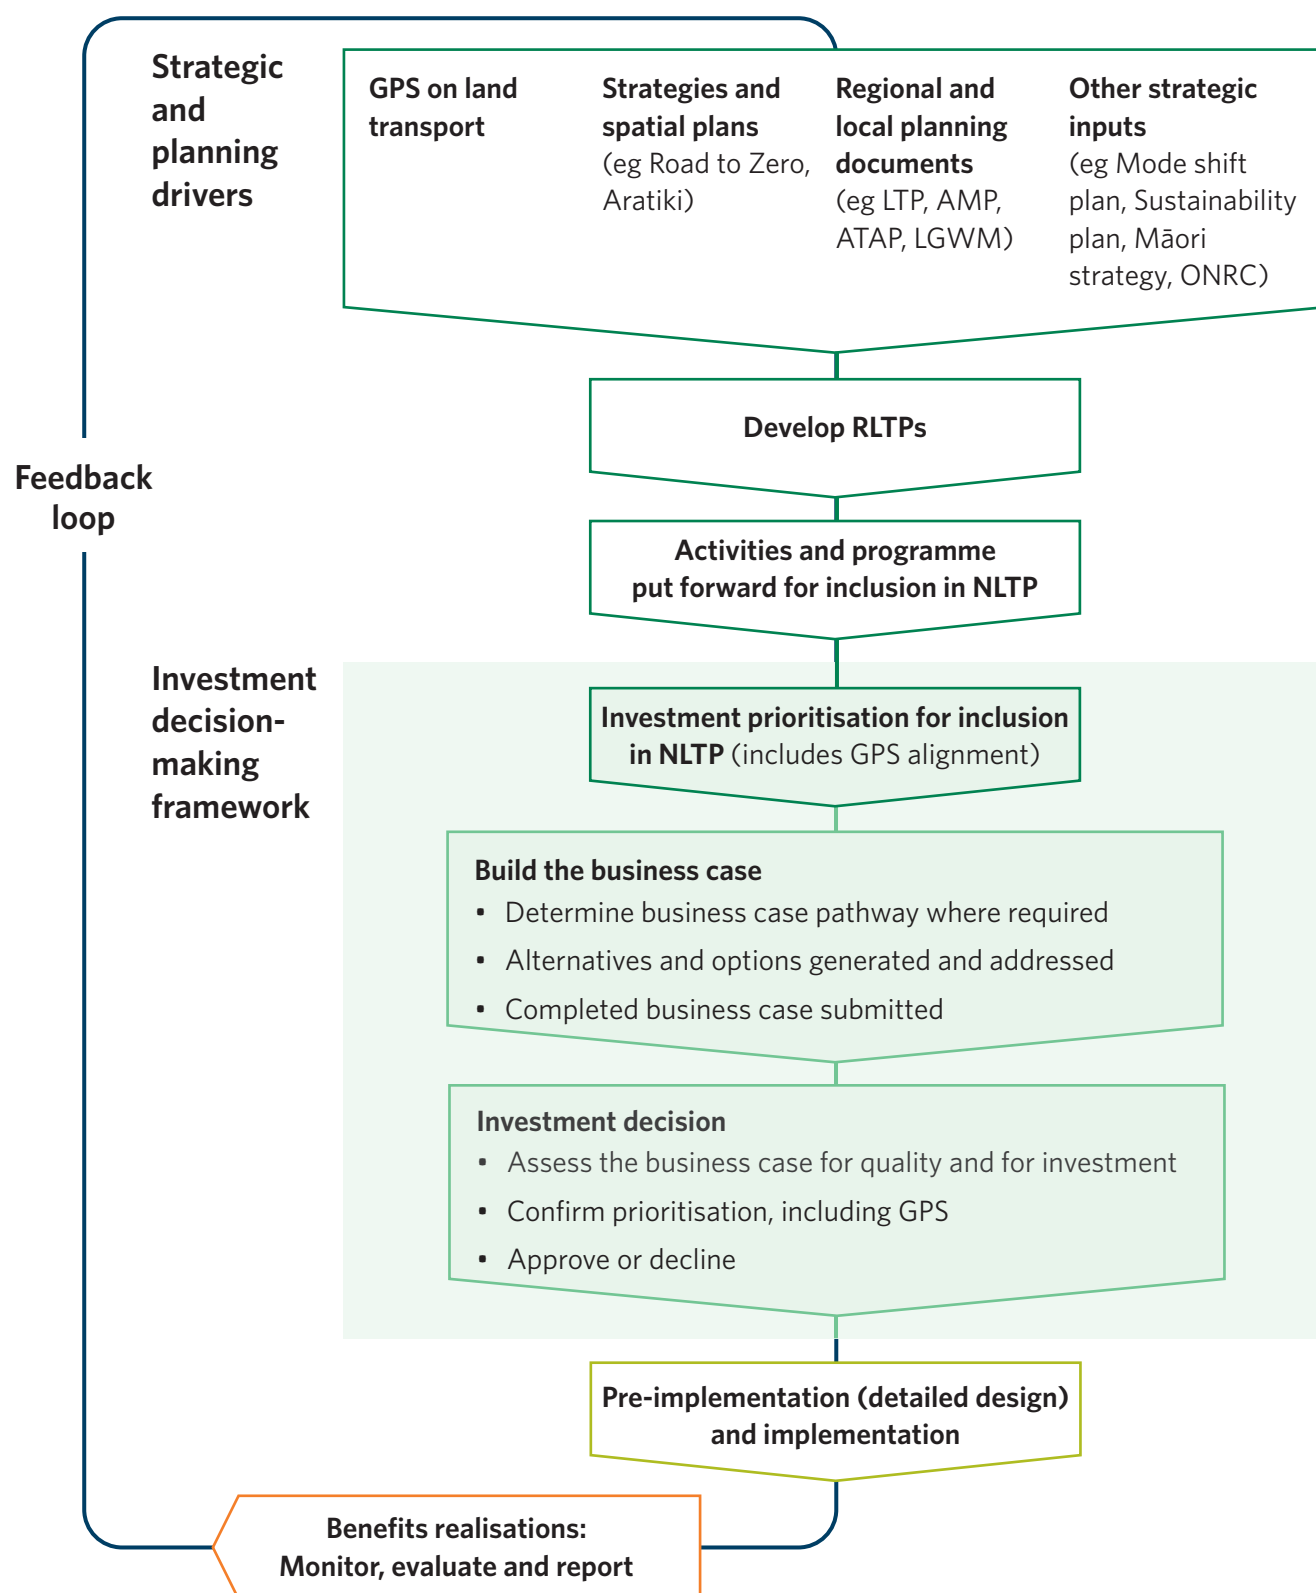 Strategic
and
planning
drivers
GPS on land
transport
Strategies and
spatial plans
(eg Road to Zero,
Aratiki)
Regional and
local planning
documents
(eg LTP, AMP,
ATAP, LGWM)
Other strategic
inputs
(eg Mode shift
plan, Sustainability
plan, Māori
strategy, ONRC)
Develop RLTPs
Feedback
loop
Activities and programme
put forward for inclusion in NLTP
Investment
decision-
making
framework
Investment prioritisation for inclusion
in NLTP (includes GPS alignment)
Build the business case
• Determine business case pathway where required
• Alternatives and options generated and addressed
• Completed business case submitted
Investment decision
• Assess the business case for quality and for investment
• Confirm prioritisation, including GPS
• Approve or decline
Pre-implementation (detailed design)
and implementation
Benefits realisations:
Monitor, evaluate and report